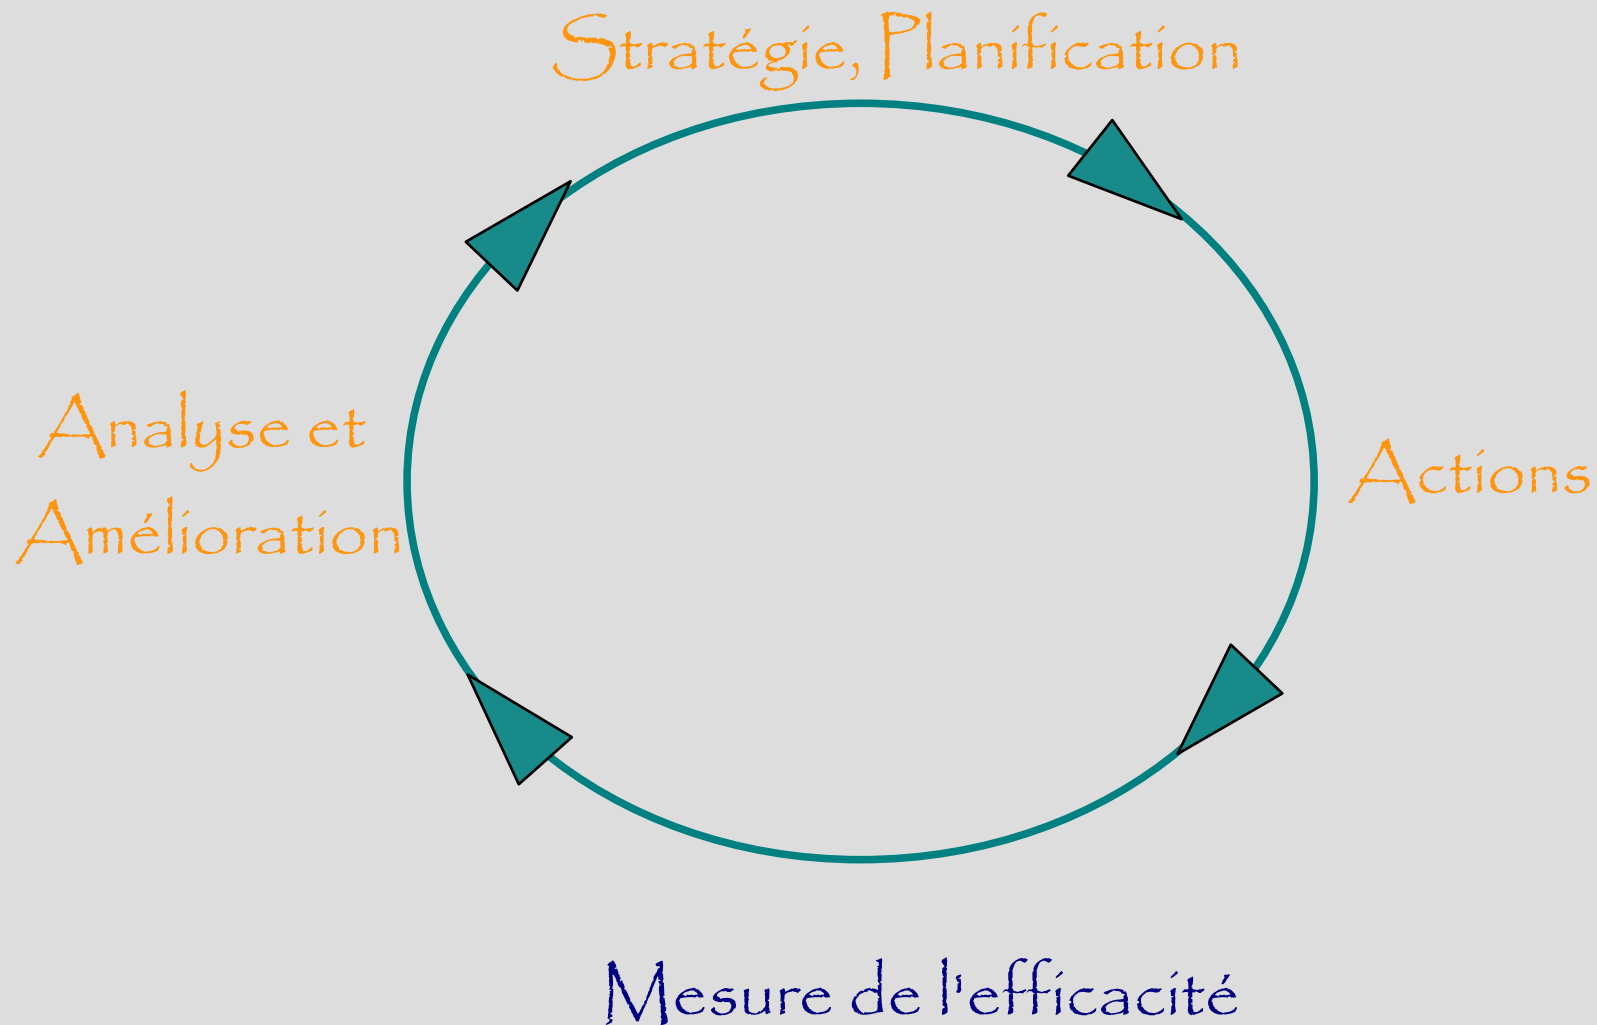 Stratégie, Planification
Analyse et
Amélioration
Actions
Mesure de l'efficacité